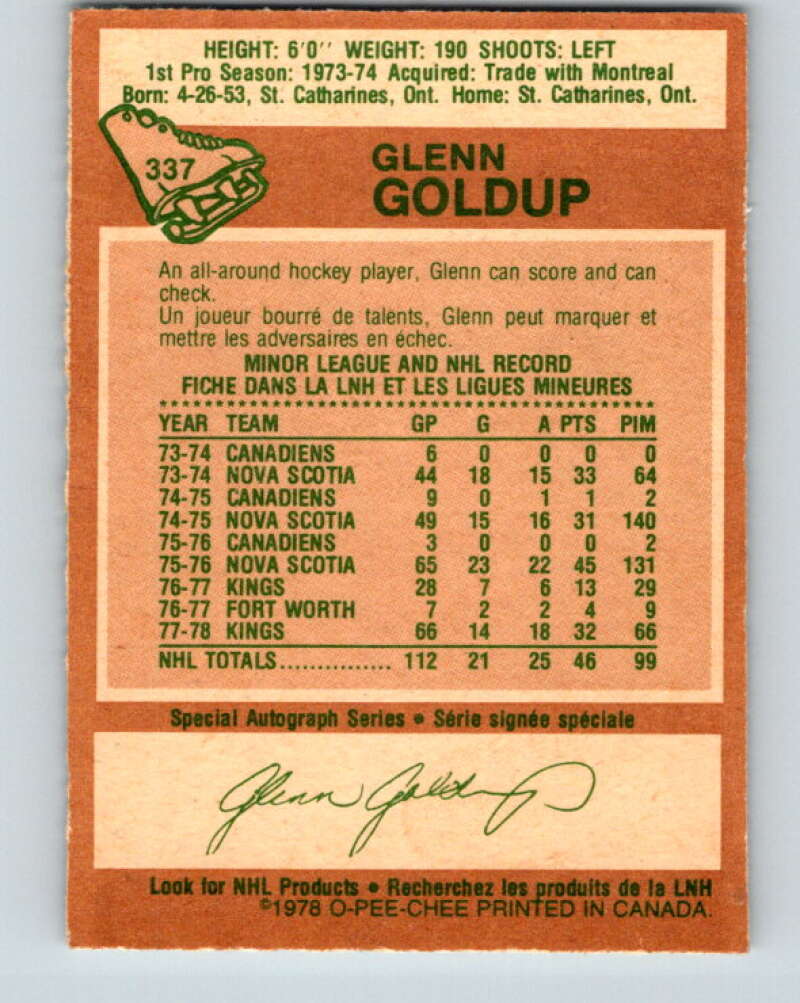 HEIGHT: 6'0'' WEIGHT: 190 SHOOTS: LEFT
1st Pro Season: 1973-74 Acquired: Trade with Montreal
Born: 4-26-53, St. Catharines, Ont. Home: St. Catharines, Ont.
337
GLENN
GOLDUP
An all-around hockey player, Glenn can score and can
check.
Un joueur bourré de talents, Glenn peut marquer et
mettre les adversaires en échec.
MINOR LEAGUE AND NHL RECORD
FICHE DANS LA LNH ET LES LIGUES MINEURES
YEAR TEAM GP G A PTS PIM
73-74 CANADIENS 6 0 0 0 0
73-74 NOVA SCOTIA 44 18 15 33 64
74-75 CANADIENS 9 0 1 1 2
74-75 NOVA SCOTIA 49 15 16 31 140
75-76 CANADIENS 3 0 0 0 2
75-76 NOVA SCOTIA 65 23 22 45 131
76-77 KINGS 28 7 6 13 29
76-77 FORT WORTH 7 2 2 4 9
77-78 KINGS 66 14 18 32 66
NHL TOTALS............... 112 21 25 46 99
Special Autograph Series • Série signée spéciale
Glenn Goldup
Look for NHL Products • Recherchez les produits de la LNH
©1978 O-PEE-CHEE PRINTED IN CANADA.